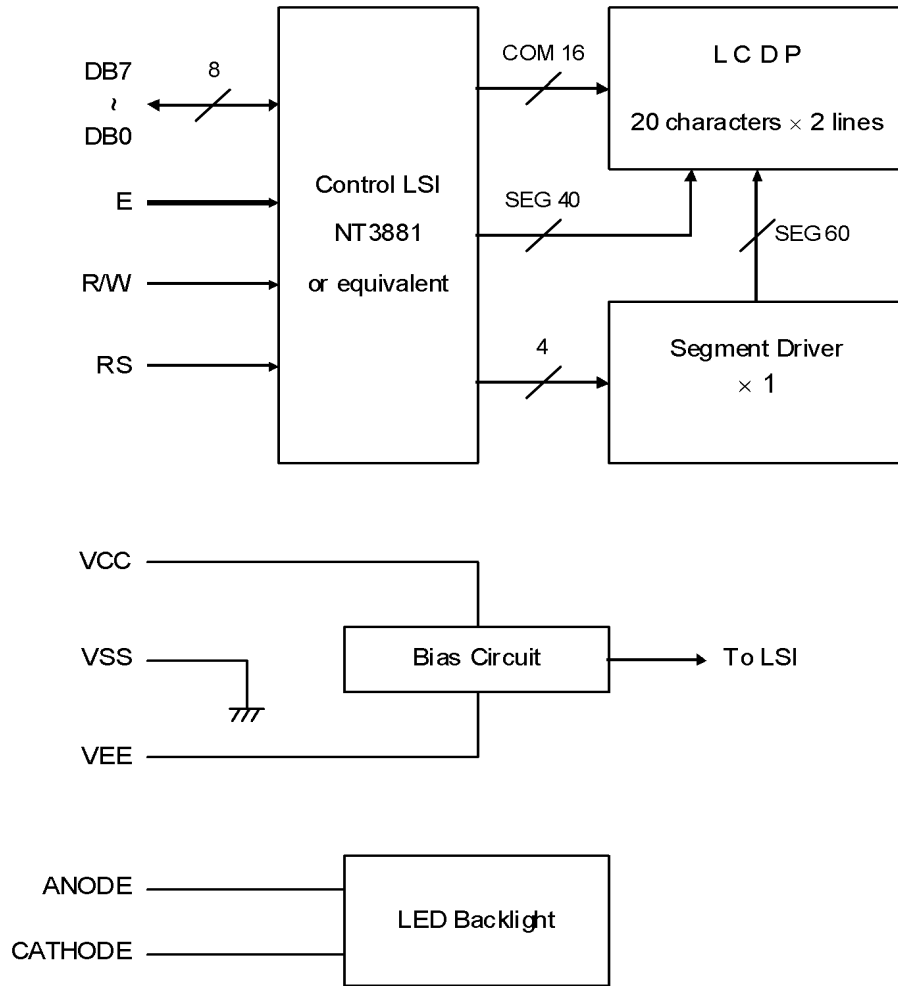 DB7
~
DB0
8
E
R/W
RS
Control LSI
NT3881
or equivalent
COM 16
SEG 40
4
L C D P
20 characters × 2 lines
SEG 60
Segment Driver
× 1
VCC
VSS
VEE
Bias Circuit
To LSI
ANODE
CATHODE
LED Backlight